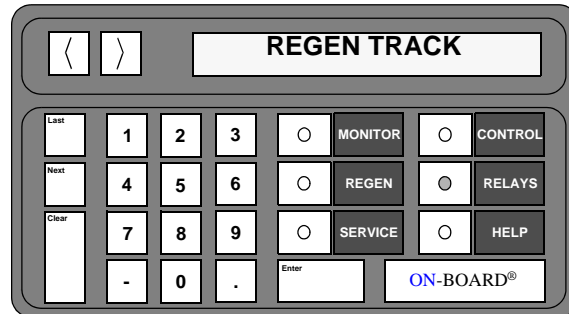 〈 〉 REGEN TRACK
Last 1 2 3 MONITOR CONTROL
Next 4 5 6 REGEN RELAYS
Clear 7 8 9 SERVICE HELP
- 0 . Enter ON-BOARD®